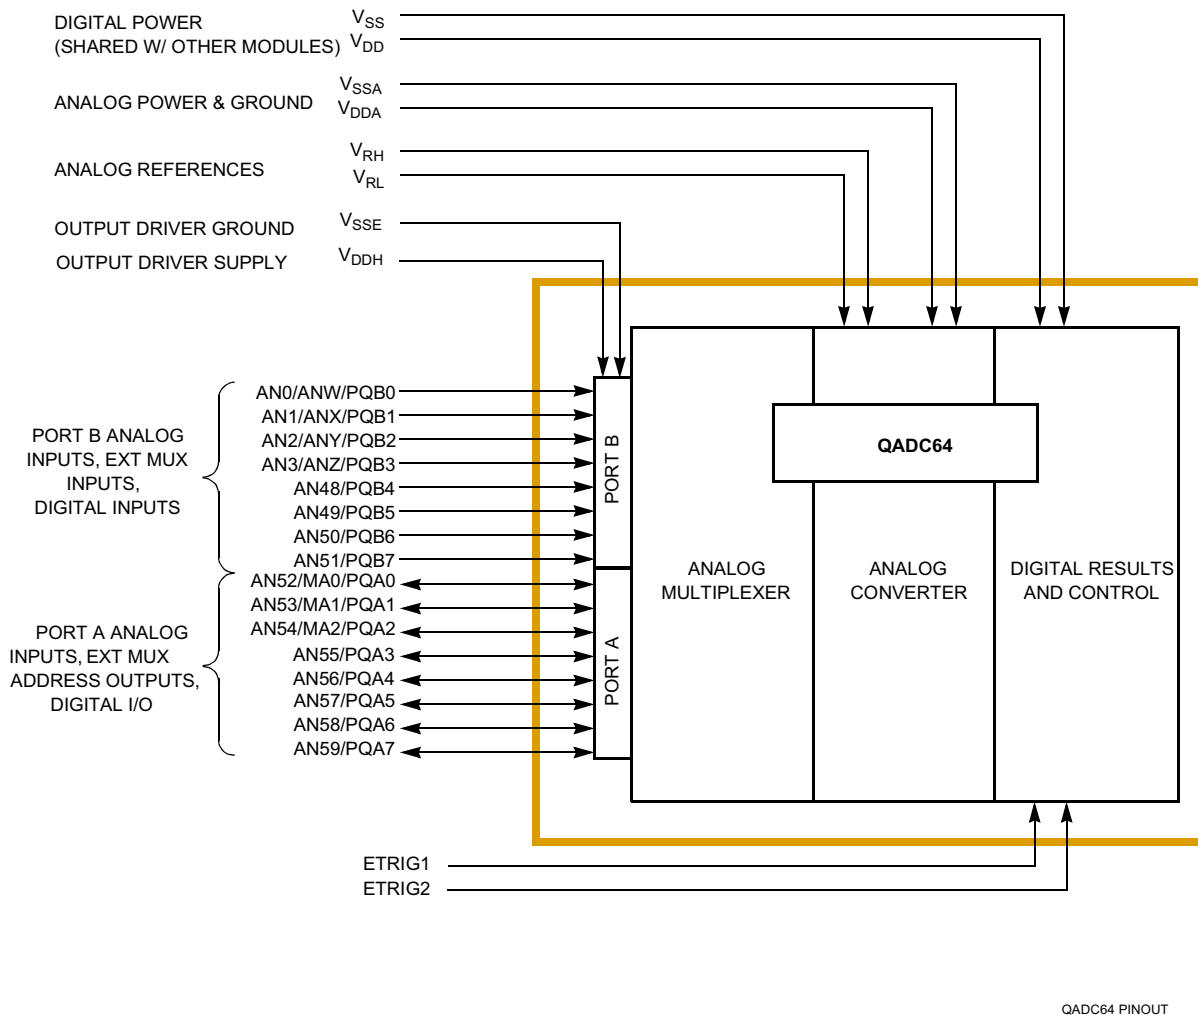 DIGITAL POWER
(SHARED W/ OTHER MODULES)
VSS
VDD
ANALOG POWER & GROUND
VSSA
VDDA
ANALOG REFERENCES
VRH
VRL
OUTPUT DRIVER GROUND
VSSE
OUTPUT DRIVER SUPPLY
VDDH
PORT B ANALOG
INPUTS, EXT MUX
INPUTS,
DIGITAL INPUTS
AN0/ANW/PQB0
AN1/ANX/PQB1
AN2/ANY/PQB2
AN3/ANZ/PQB3
AN48/PQB4
AN49/PQB5
AN50/PQB6
AN51/PQB7
PORT A ANALOG
INPUTS, EXT MUX
ADDRESS OUTPUTS,
DIGITAL I/O
AN52/MA0/PQA0
AN53/MA1/PQA1
AN54/MA2/PQA2
AN55/PQA3
AN56/PQA4
AN57/PQA5
AN58/PQA6
AN59/PQA7
PORT B
PORT A
QADC64
ANALOG
MULTIPLEXER
ANALOG
CONVERTER
DIGITAL RESULTS
AND CONTROL
ETRIG1
ETRIG2
QADC64 PINOUT